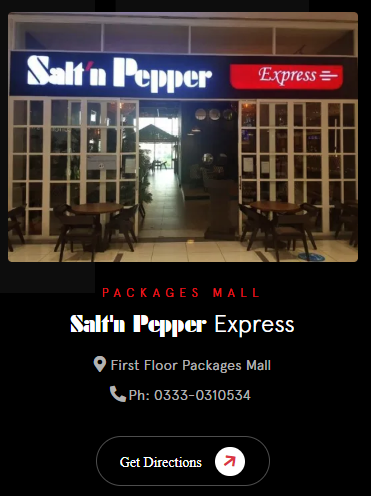 Salt'n Pepper Express
PACKAGES MALL
Salt'n Pepper Express
First Floor Packages Mall
Ph: 0333-0310534
Get Directions